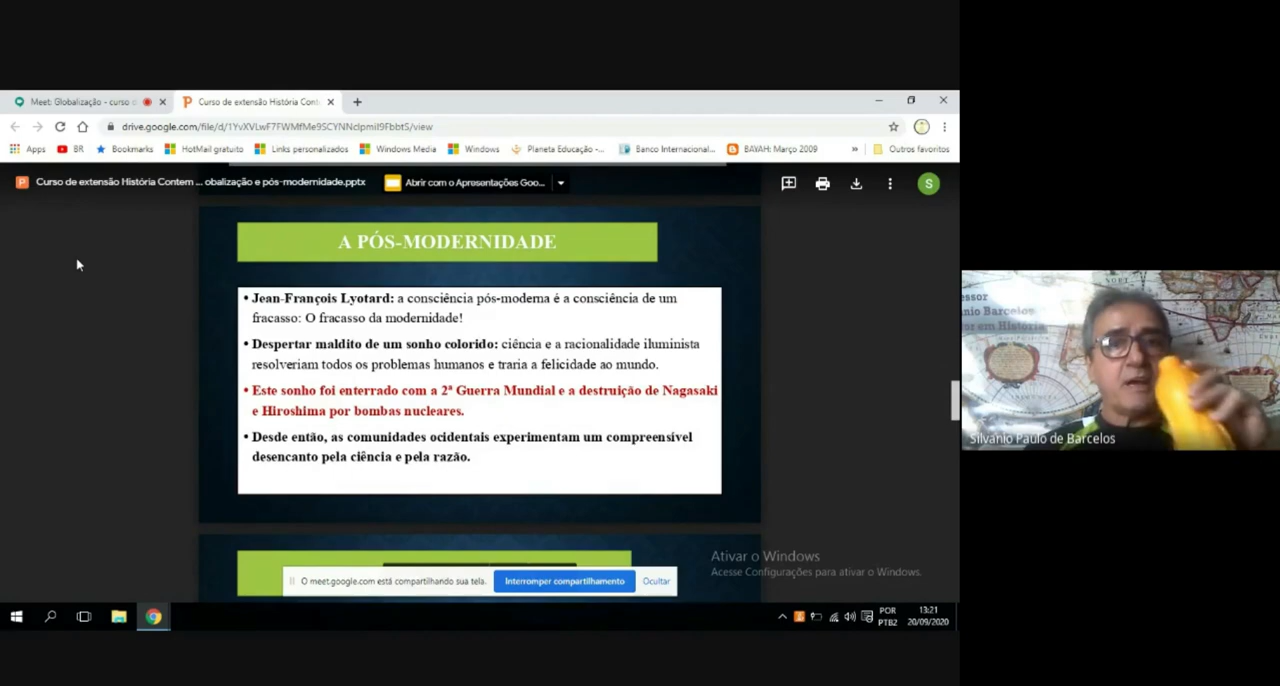 Meet: Globalização - curso d
Curso de extensão História Cont
drive.google.com/file/d/1YvXVLwF7FWMfMe9SCYNNclpmiI9FbbtS/view
Apps BR Bookmarks HotMail gratuito Links personalizados Windows Media Windows Planeta Educação -... Banco Internacional... BAYAH: Março 2009 » Outros favoritos
Curso de extensão História Contem ... obalização e pós-modernidade.pptx
Abrir com o Apresentações Goo...
S
A PÓS-MODERNIDADE
• Jean-François Lyotard: a consciência pós-moderna é a consciência de um
fracasso: O fracasso da modernidade!
• Despertar maldito de um sonho colorido: ciência e a racionalidade iluminista
resolveriam todos os problemas humanos e traria a felicidade ao mundo.
• Este sonho foi enterrado com a 2ª Guerra Mundial e a destruição de Nagasaki
e Hiroshima por bombas nucleares.
• Desde então, as comunidades ocidentais experimentam um compreensível
desencanto pela ciência e pela razão.
Ativar o Windows
Acesse Configurações para ativar o Windows.
O meet.google.com está compartilhando sua tela.
Interromper compartilhamento
Ocultar
POR
PTB2
13:21
20/09/2020
essor
nio Barcelos
or em História
Silvanio Paulo de Barcelos